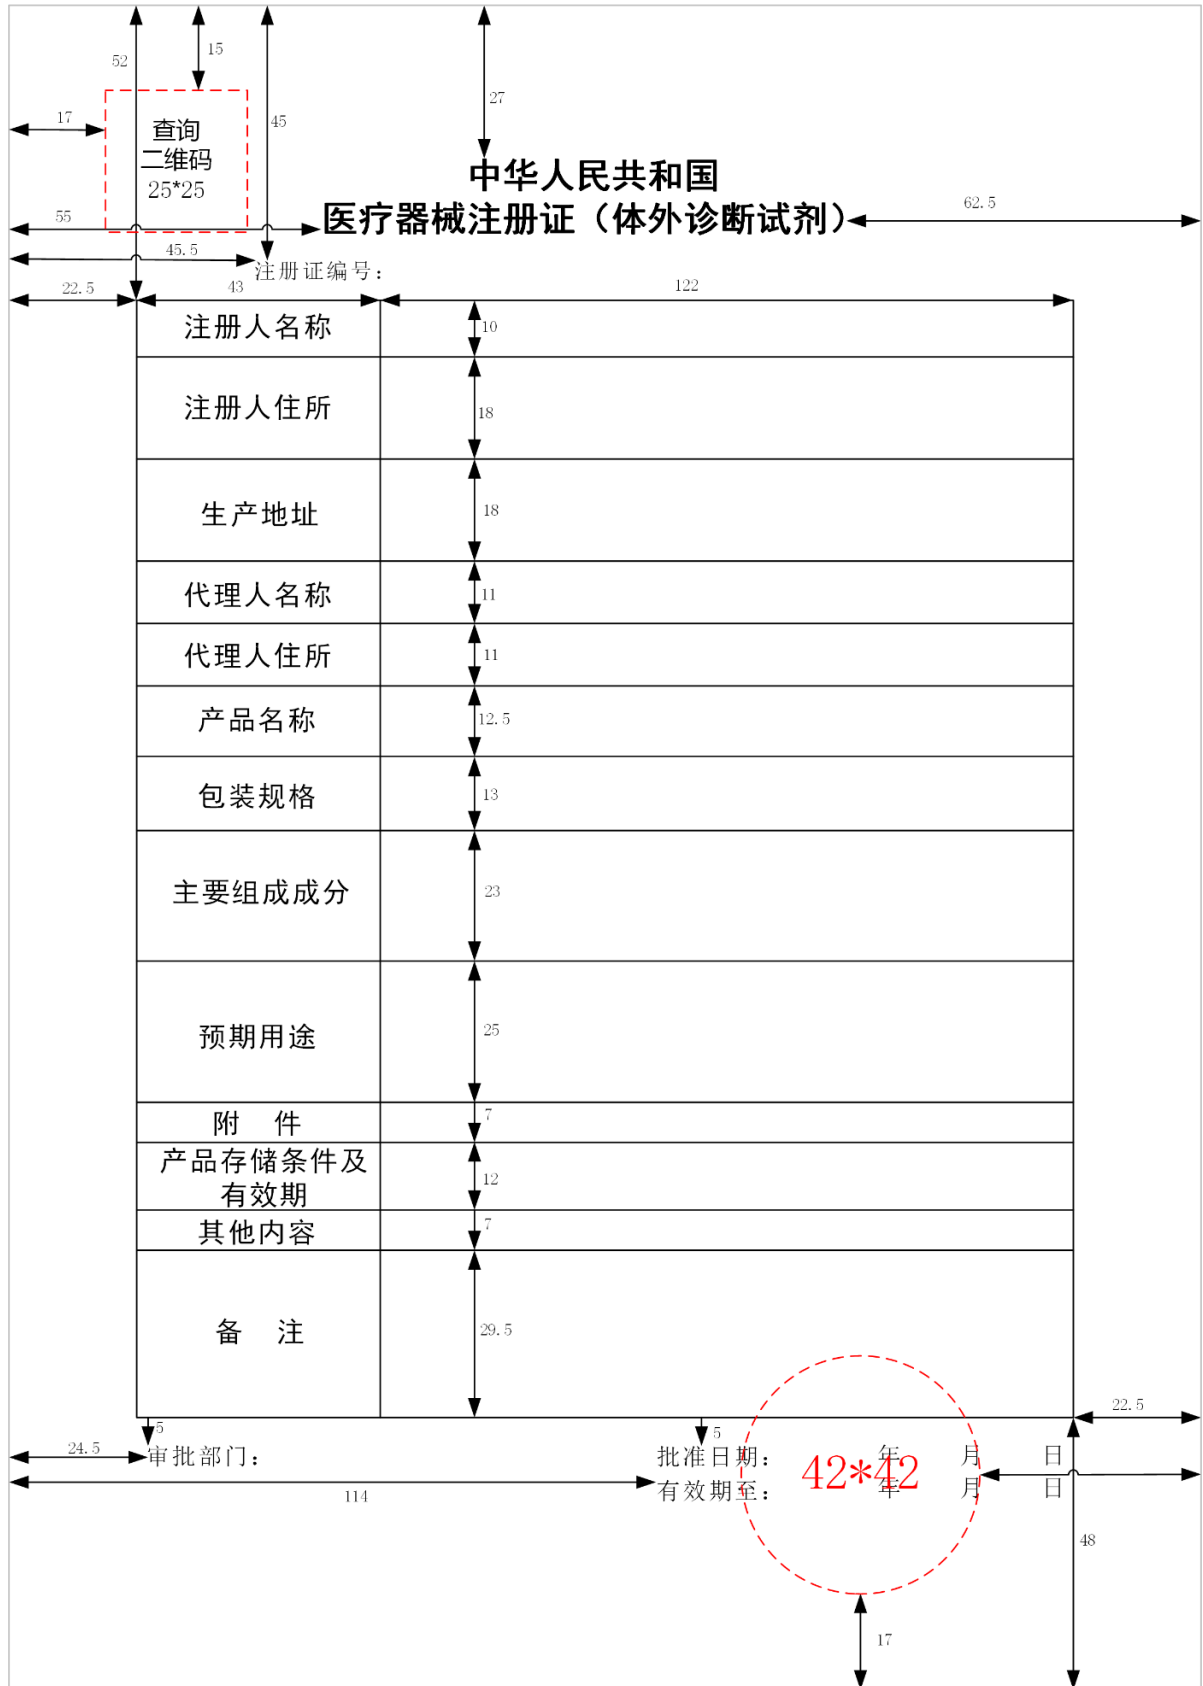 52
15
45
27
17
查询
二维码
25*25
中华人民共和国
55
医疗器械注册证（体外诊断试剂）
62.5
45.5
注册证编号：
22.5
43
122
注册人名称
10
注册人住所
18
生产地址
18
代理人名称
11
代理人住所
11
产品名称
12.5
包装规格
13
主要组成成分
23
预期用途
25
附 件
7
产品存储条件及
有效期
12
其他内容
7
备 注
29.5
22.5
5
5
24.5
审批部门：
批准日期： 年 月 日
42*42
有效期至： 年 月 日
114
48
17